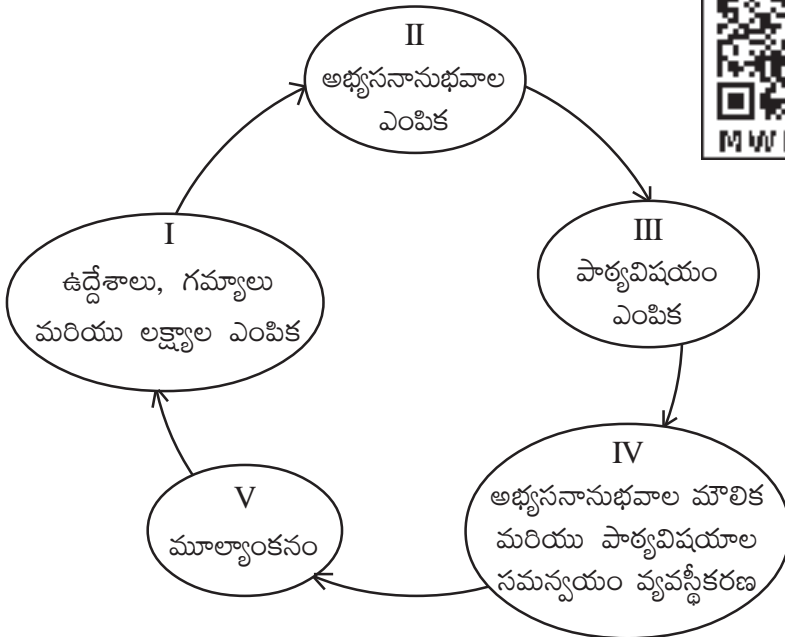 II
అభ్యసనానుభవాల
ఎంపిక
I
ఉద్దేశాలు, గమ్యాలు
మరియు లక్ష్యాల ఎంపిక
III
పాఠ్యవిషయం
ఎంపిక
IV
అభ్యసనానుభవాల మౌలిక
మరియు పాఠ్యవిషయాల
సమన్వయం వ్యవస్థీకరణ
V
మూల్యాంకనం